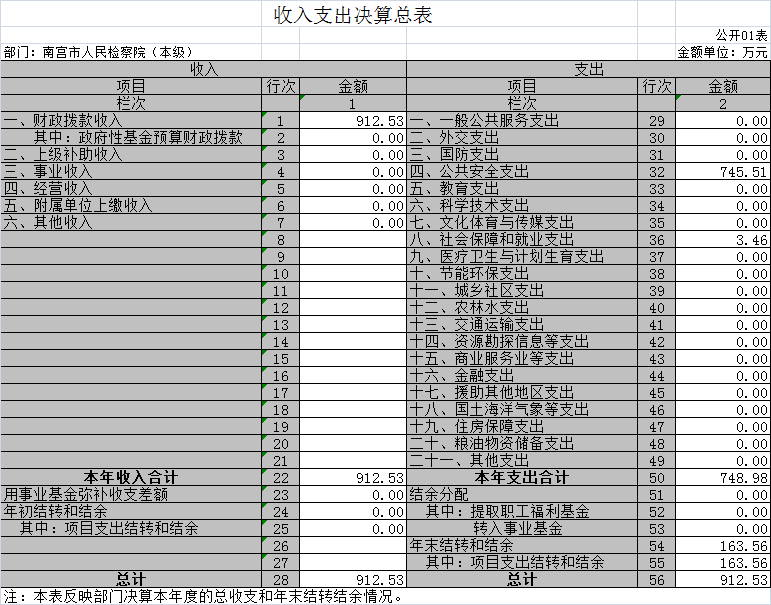 收入支出决算总表
公开01表
部门：南宫市人民检察院（本级） 金额单位：万元
收入 支出
项目 行次 金额 项目 行次 金额
栏次 1 栏次 2
一、财政拨款收入 1 912.53 一、一般公共服务支出 29 0.00
其中：政府性基金预算财政拨款 2 0.00 二、外交支出 30 0.00
二、上级补助收入 3 0.00 三、国防支出 31 0.00
三、事业收入 4 0.00 四、公共安全支出 32 745.51
四、经营收入 5 0.00 五、教育支出 33 0.00
五、附属单位上缴收入 6 0.00 六、科学技术支出 34 0.00
六、其他收入 7 0.00 七、文化体育与传媒支出 35 0.00
8 八、社会保障和就业支出 36 3.46
9 九、医疗卫生与计划生育支出 37 0.00
10 十、节能环保支出 38 0.00
11 十一、城乡社区支出 39 0.00
12 十二、农林水支出 40 0.00
13 十三、交通运输支出 41 0.00
14 十四、资源勘探信息等支出 42 0.00
15 十五、商业服务业等支出 43 0.00
16 十六、金融支出 44 0.00
17 十七、援助其他地区支出 45 0.00
18 十八、国土海洋气象等支出 46 0.00
19 十九、住房保障支出 47 0.00
20 二十、粮油物资储备支出 48 0.00
21 二十一、其他支出 49 0.00
本年收入合计 22 912.53 本年支出合计 50 748.98
用事业基金弥补收支差额 23 0.00 结余分配 51 0.00
年初结转和结余 24 0.00 其中：提取职工福利基金 52 0.00
其中：项目支出结转和结余 25 0.00 转入事业基金 53 0.00
26 年末结转和结余 54 163.56
27 其中：项目支出结转和结余 55 163.56
总计 28 912.53 总计 56 912.53
注：本表反映部门决算本年度的总收支和年末结转结余情况。